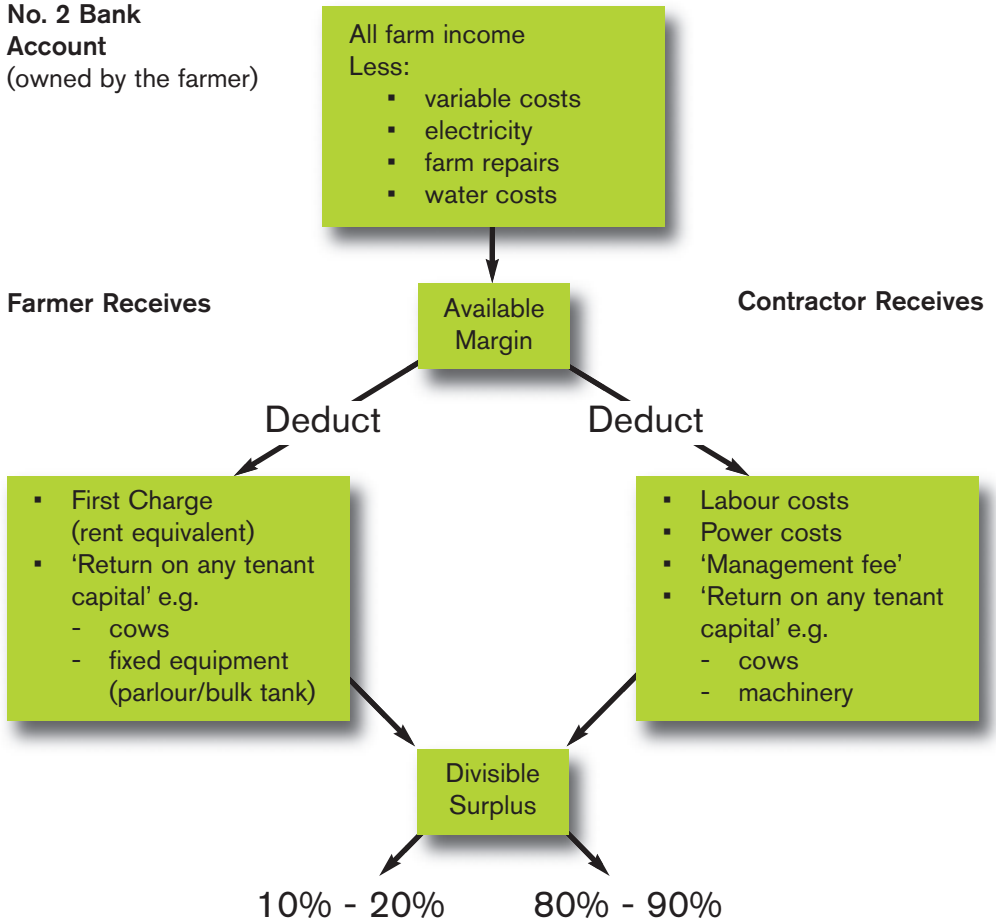 No. 2 Bank
Account
(owned by the farmer)
All farm income
Less:
▪ variable costs
▪ electricity
▪ farm repairs
▪ water costs
Farmer Receives
Available
Margin
Contractor Receives
Deduct
Deduct
▪ First Charge
(rent equivalent)
▪ ‘Return on any tenant
capital’ e.g.
- cows
- fixed equipment
(parlour/bulk tank)
▪ Labour costs
▪ Power costs
▪ ‘Management fee’
▪ ‘Return on any tenant
capital’ e.g.
- cows
- machinery
Divisible
Surplus
10% - 20%
80% - 90%